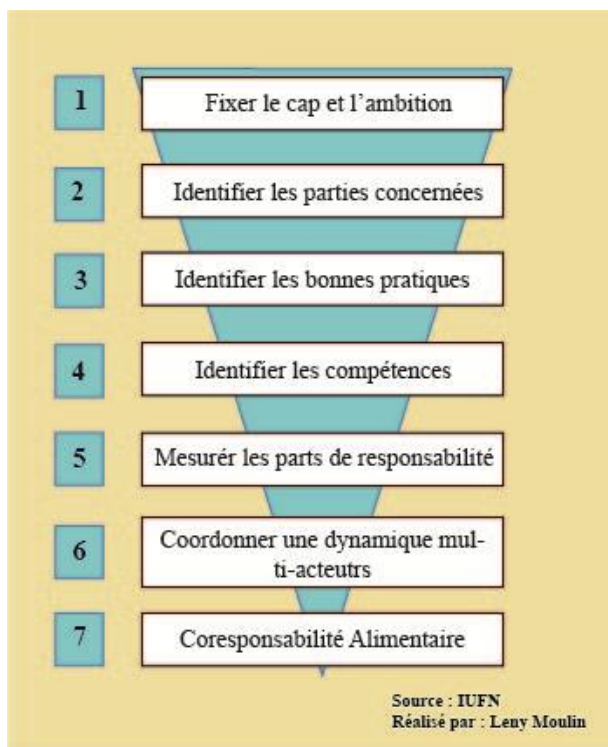 1 Fixer le cap et l'ambition
2 Identifier les parties concernées
3 Identifier les bonnes pratiques
4 Identifier les compétences
5 Mesurér les parts de responsabilité
6 Coordonner une dynamique mul-
ti-acteutrs
7 Coresponsabilité Alimentaire
Source : IUFN
Réalisé par : Leny Moulin